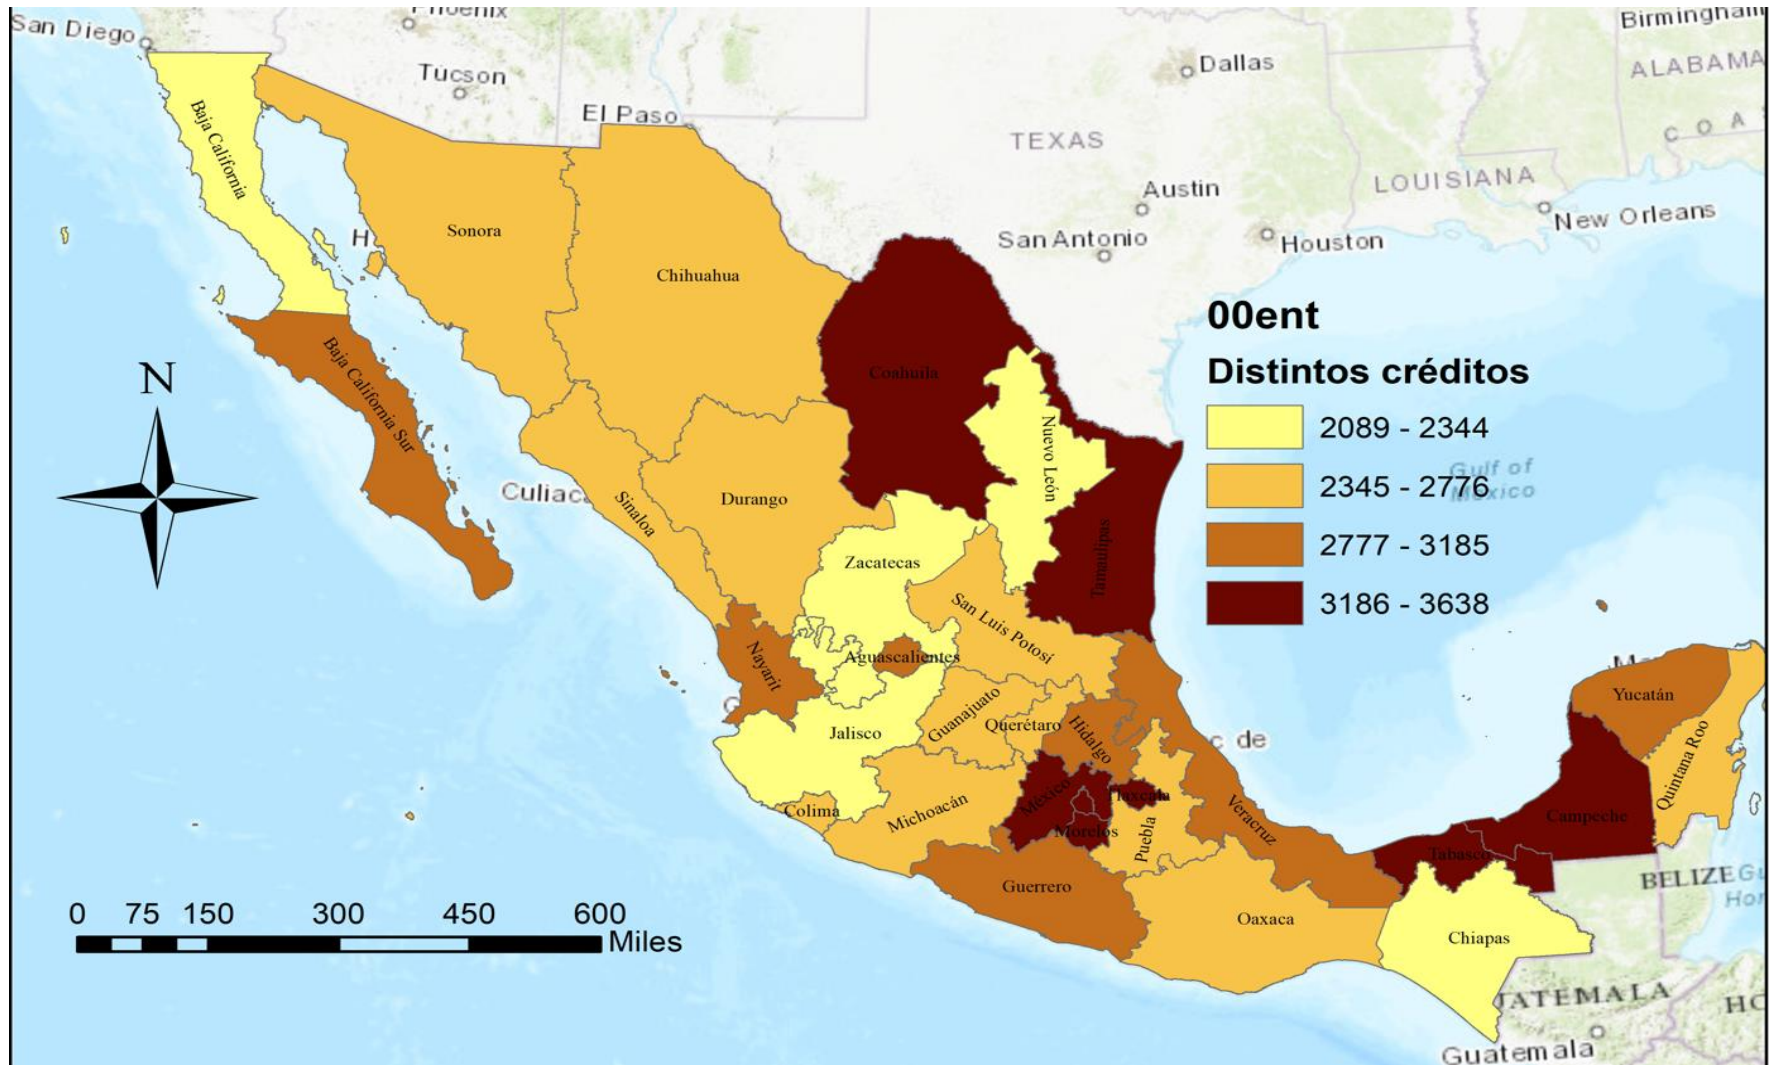 San Diego
Phoenix
Tucson
El Paso
Dallas
Birmingham
ALABAMA
TEXAS
Austin
LOUISIANA
San Antonio
Houston
New Orleans
Baja California
Sonora
Chihuahua
Coahuila
Nuevo León
Baja California Sur
N
Culiac
Sinaloa
Durango
Tamaulipas
Zacatecas
San Luis Potosí
Nayarit
Aguascalientes
Jalisco
Guanajuato
Querétaro
Hidalgo
c de
Colima
Michoacán
México
Tlaxcala
Morelos
Puebla
Veracruz
Guerrero
Oaxaca
Tabasco
Campeche
Yucatán
Quintana Roo
Chiapas
BELIZE
GUATEMALA
Guatemala
Gulf of
Mexico
00ent
Distintos créditos
2089 - 2344
2345 - 2776
2777 - 3185
3186 - 3638
0 75 150 300 450 600
Miles